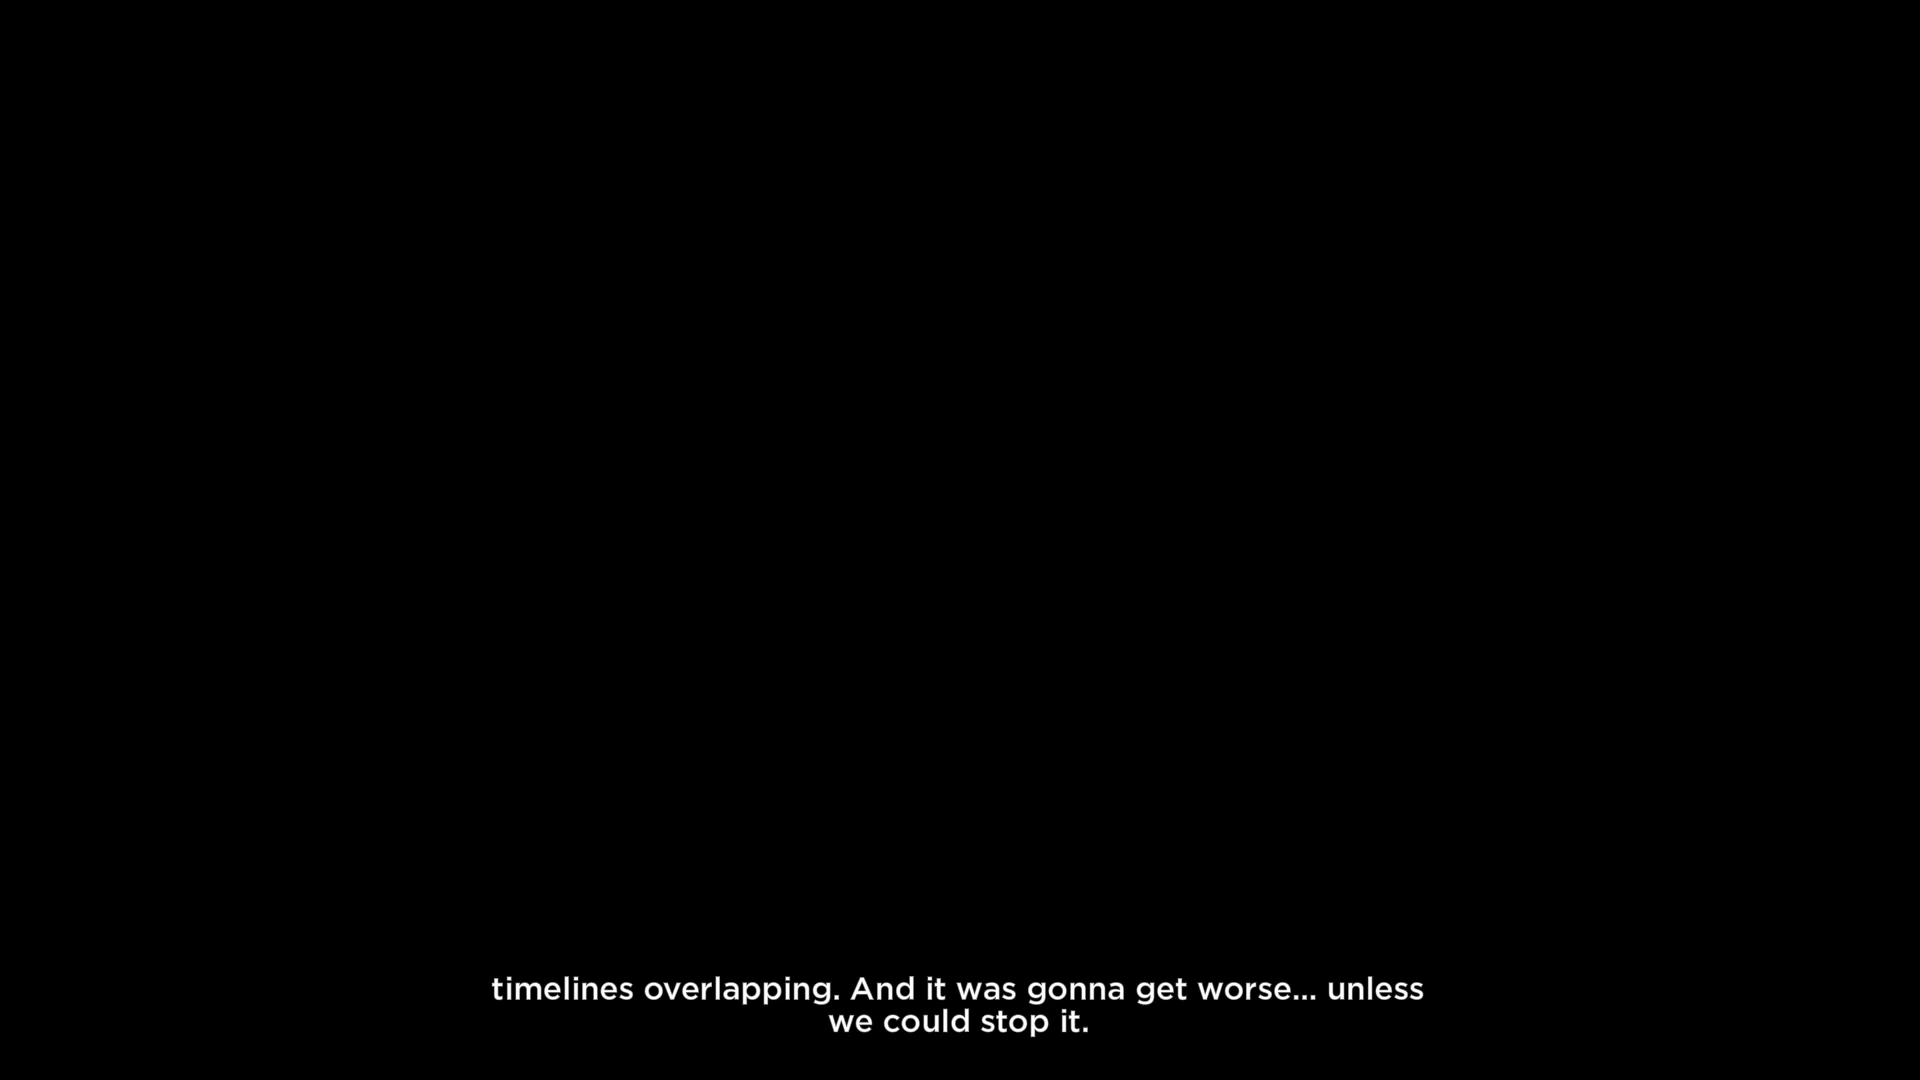 timelines overlapping. And it was gonna get worse... unless
we could stop it.